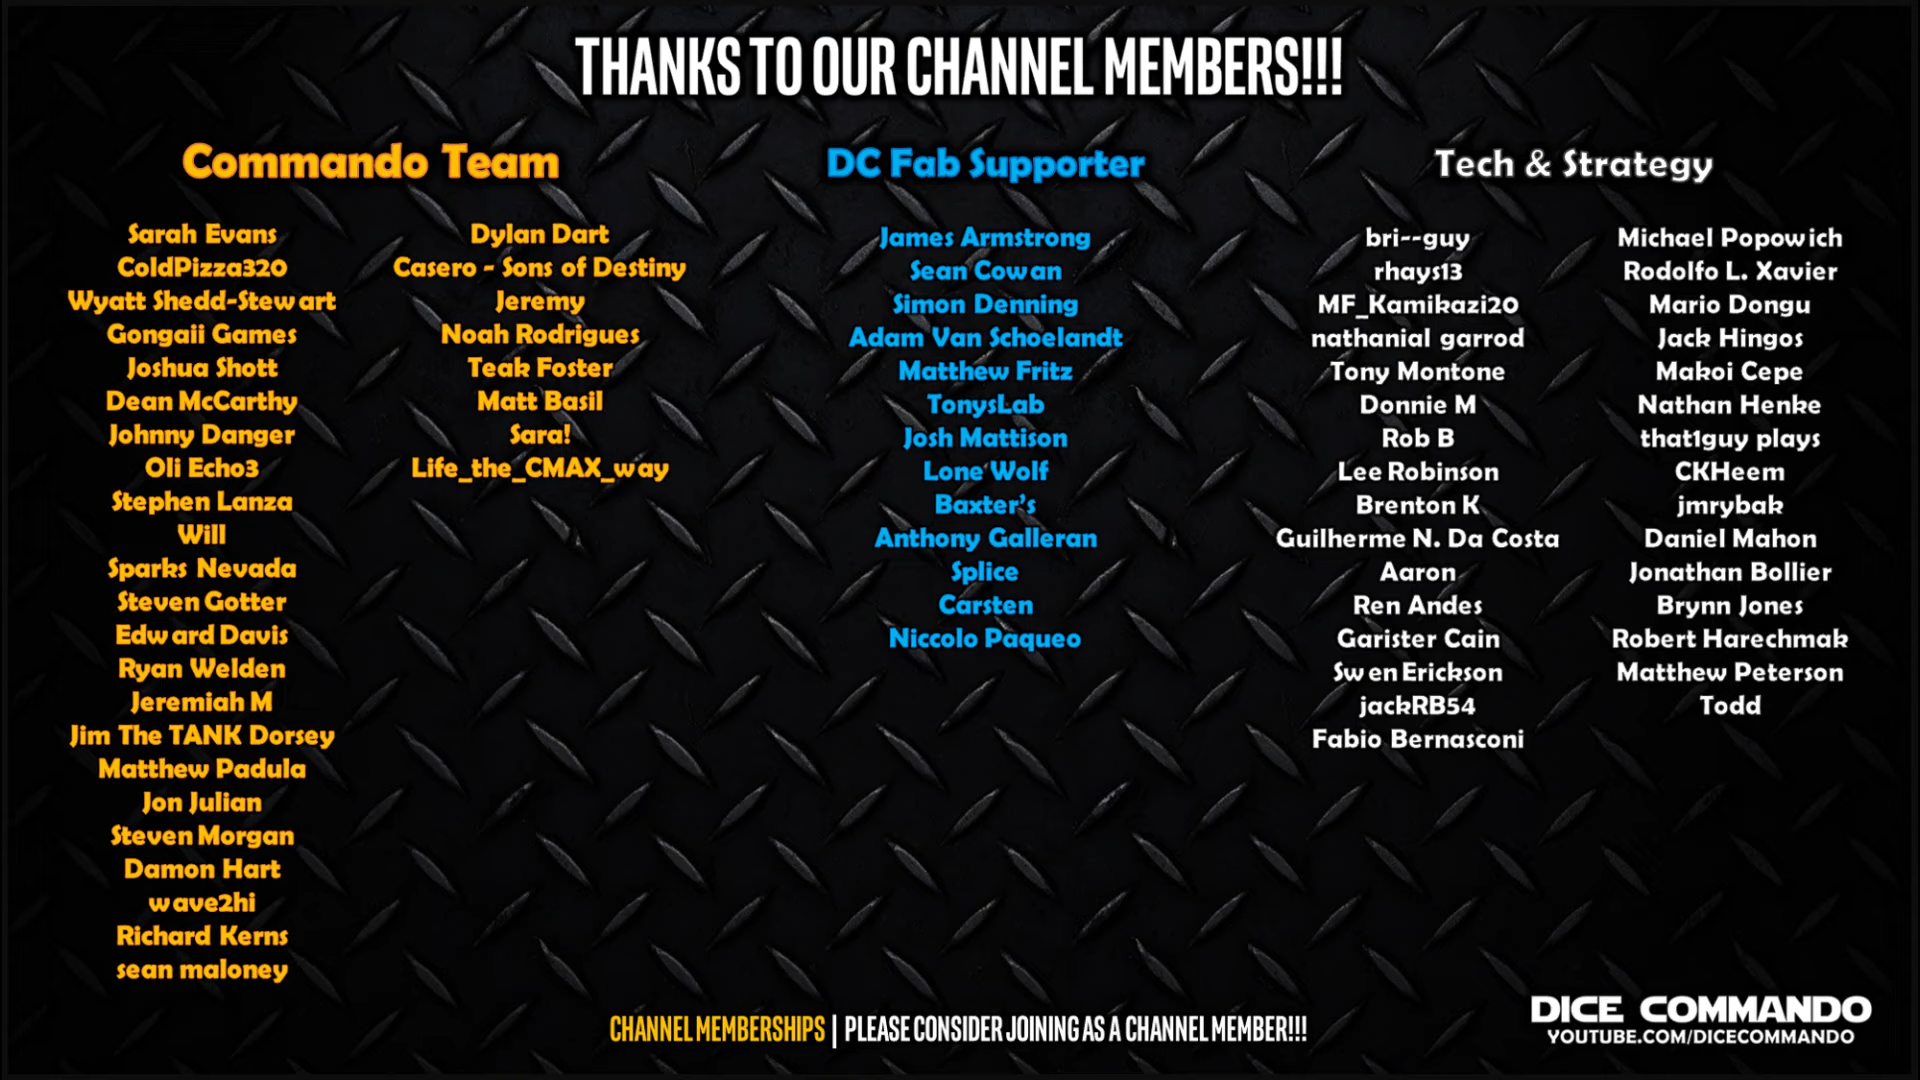 THANKS TO OUR CHANNEL MEMBERS!!!
Commando Team
Sarah Evans
ColdPizza320
Wyatt Shedd-Stewart
Gongaii Games
Joshua Shott
Dean McCarthy
Johnny Danger
Oli Echo3
Stephen Lanza
Will
Sparks Nevada
Steven Gotter
Edward Davis
Ryan Welden
Jeremiah M
Jim The TANK Dorsey
Matthew Padula
Jon Julian
Steven Morgan
Damon Hart
wave2hi
Richard Kerns
sean maloney
Dylan Dart
Casero - Sons of Destiny
Jeremy
Noah Rodrigues
Teak Foster
Matt Basil
Sara!
Life_the_CMAX_way
DC Fab Supporter
James Armstrong
Sean Cowan
Simon Denning
Adam Van Schoelandt
Matthew Fritz
TonysLab
Josh Mattison
Lone Wolf
Baxter's
Anthony Galleran
Splice
Carsten
Niccolo Paqueo
Tech & Strategy
bri--guy
rhays13
MF_Kamikazi20
nathanial garrod
Tony Montone
Donnie M
Rob B
Lee Robinson
Brenton K
Guilherme N. Da Costa
Aaron
Ren Andes
Garister Cain
Swen Erickson
jackRB54
Fabio Bernasconi
Michael Popowich
Rodolfo L. Xavier
Mario Dongu
Jack Hingos
Makoi Cepe
Nathan Henke
that1guy plays
CKHeem
jmrybak
Daniel Mahon
Jonathan Bollier
Brynn Jones
Robert Harechmak
Matthew Peterson
Todd
CHANNEL MEMBERSHIPS | PLEASE CONSIDER JOINING AS A CHANNEL MEMBER!!!
DICE COMMANDO
YOUTUBE.COM/DICECOMMANDO